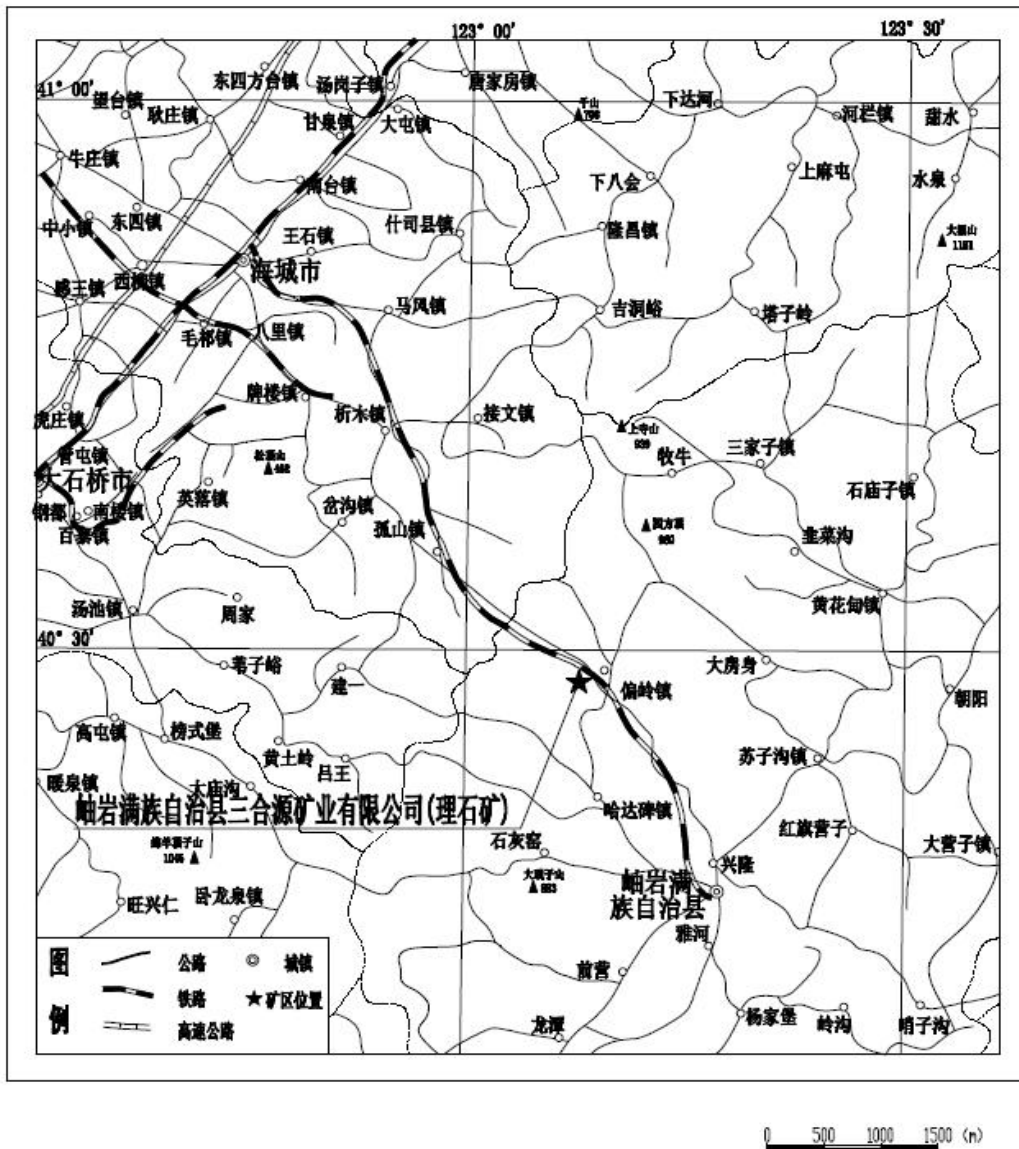 123° 00′
123° 30′
41° 00′
东四方台镇
汤岗子镇
唐家房镇
望台镇
耿庄镇
甘泉镇
大屯镇
千山
下达河
河栏镇
甜水
牛庄镇
南台镇
下八会
上麻屯
水泉
中小镇
东四镇
王石镇
什司县镇
隆昌镇
1181
海城市
感王镇
马风镇
吉洞峪
塔子岭
毛祁镇
八里镇
牌楼镇
析木镇
接文镇
虎庄镇
管屯镇
大石桥市
三家子镇
牧牛
石庙子镇
英落镇
岔沟镇
孤山镇
钢都
南楼镇
百寨镇
韭菜沟
黄花甸镇
汤池镇
周家
40° 30′
苇子峪
建一
偏岭镇
大房身
朝阳
高屯镇
榜式堡
黄土岭
吕王
苏子沟镇
暖泉镇
大庙沟
哈达碑镇
岫岩满族自治县三合源矿业有限公司(理石矿)
红旗营子
大营子镇
石灰窑
兴隆
岫岩满
族自治县
旺兴仁
卧龙泉镇
雅河
前营
龙潭
杨家堡
岭沟
哨子沟
图
例
公路
城镇
铁路
矿区位置
高速公路
0 500 1000 1500 (m)